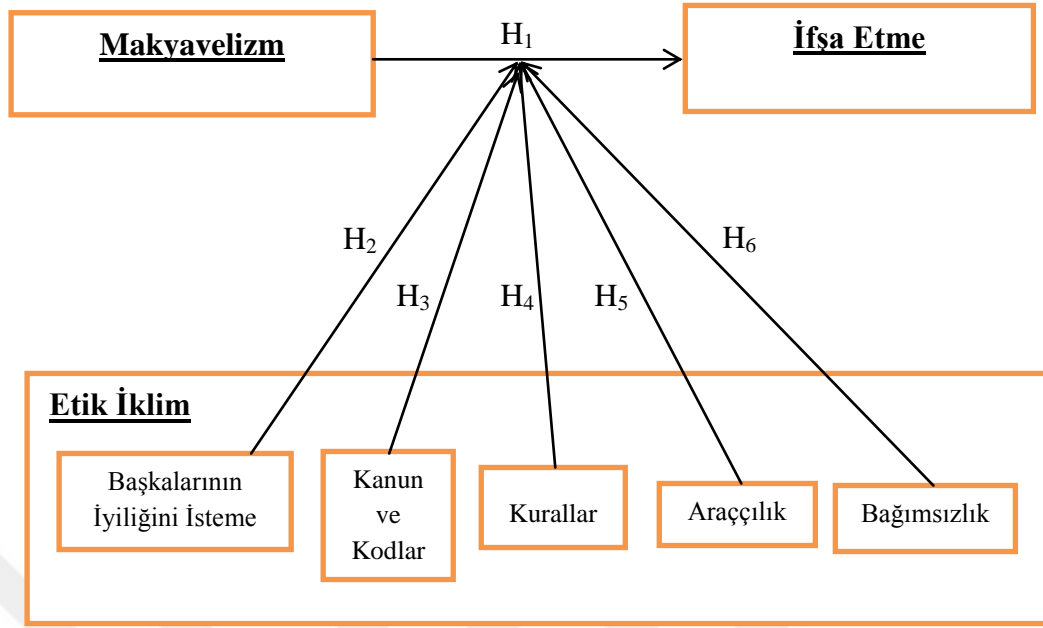 Makyavelizm
H₁
İfşa Etme
H₂
H₃
H₄
H₅
H₆
Etik İklim
Başkalarının
İyiliğini İsteme
Kanun
ve
Kodlar
Kurallar
Araççılık
Bağımsızlık